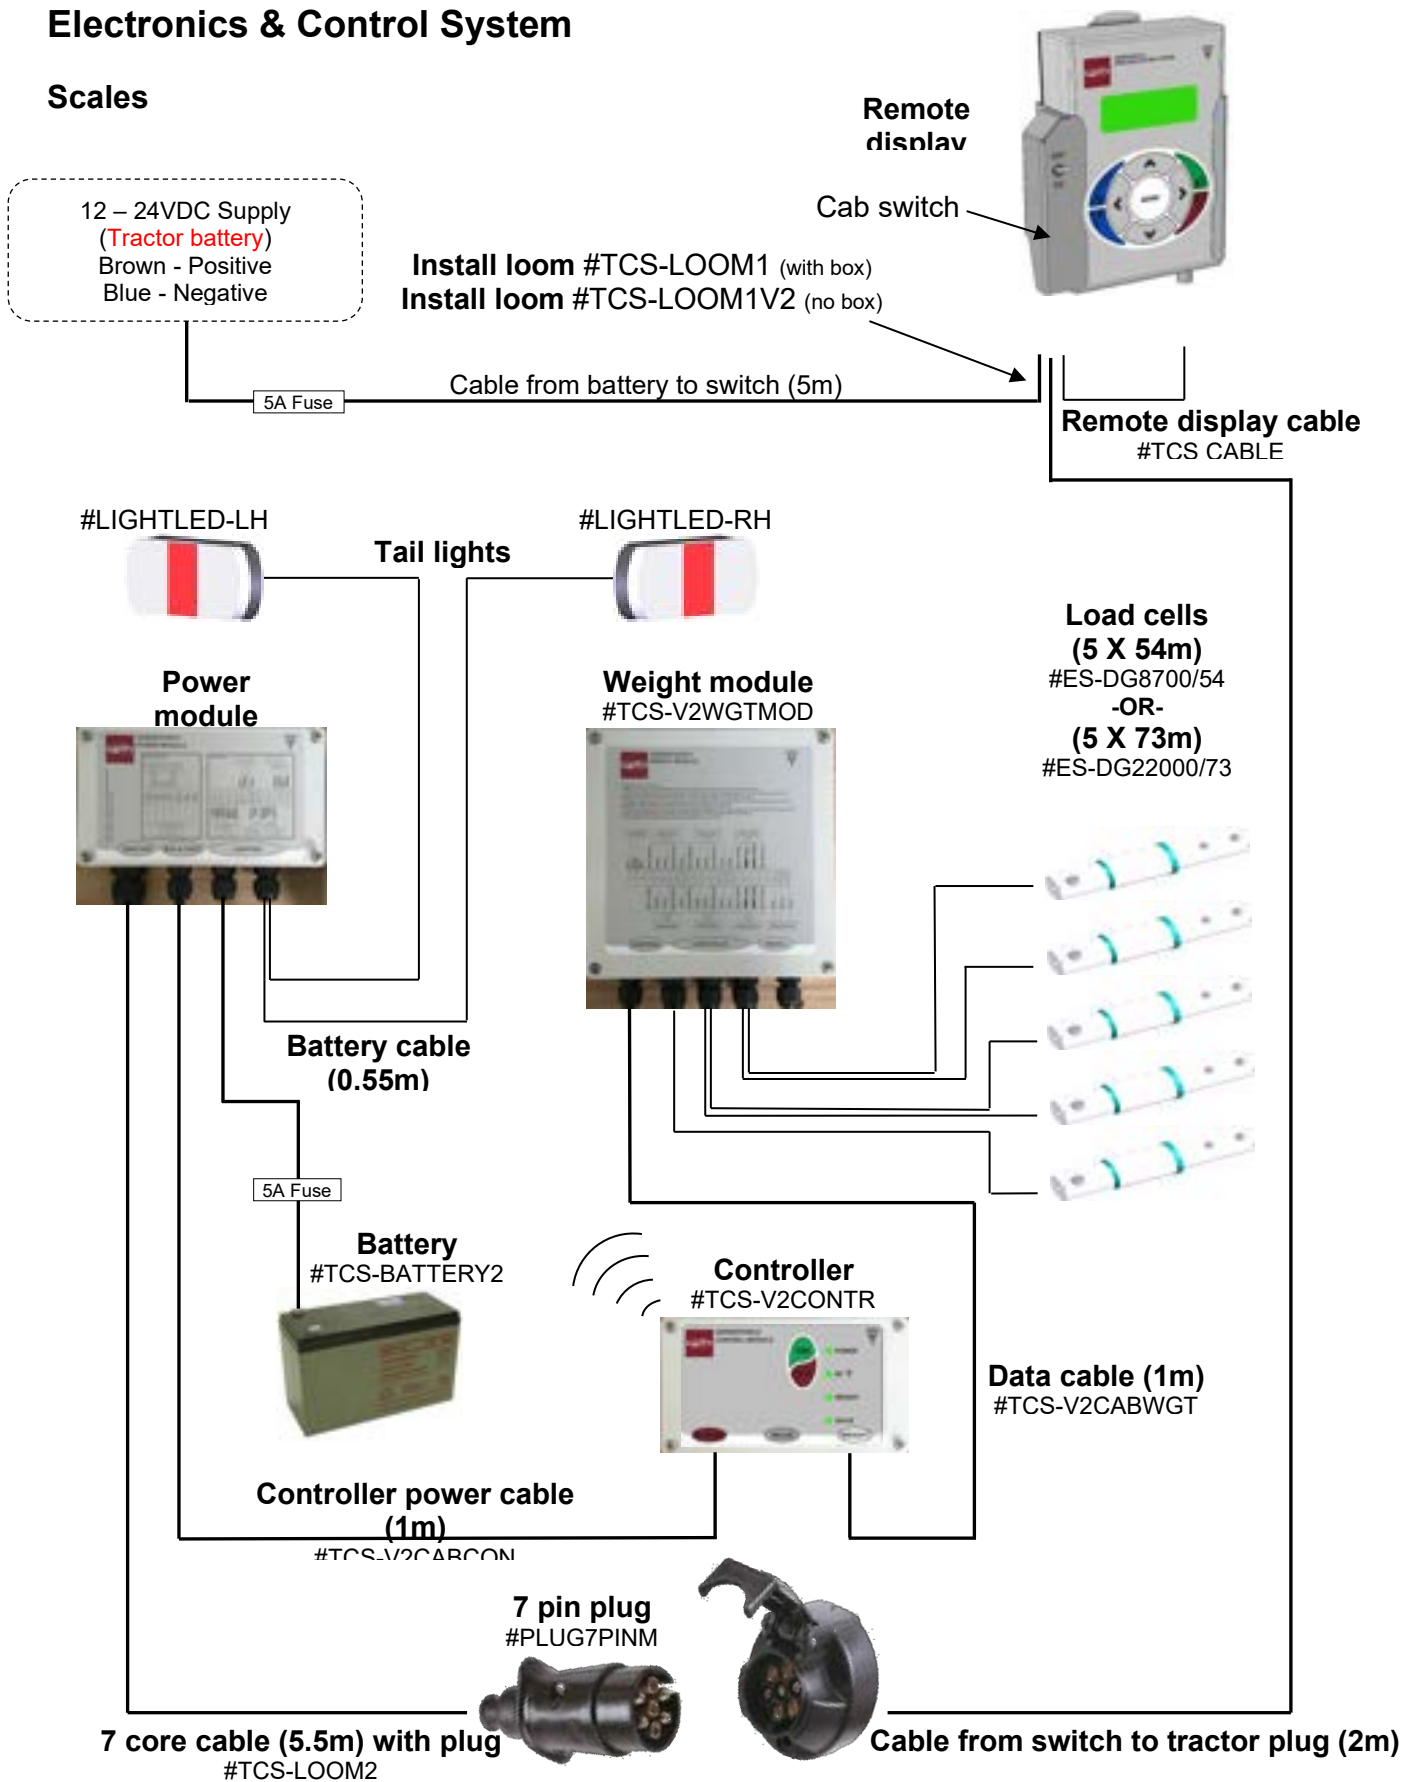 Electronics & Control System
Scales
Remote
display
Cab switch
12 – 24VDC Supply
(Tractor battery)
Brown - Positive
Blue - Negative
Install loom #TCS-LOOM1 (with box)
Install loom #TCS-LOOM1V2 (no box)
Cable from battery to switch (5m)
5A Fuse
Remote display cable
#TCS CABLE
#LIGHTLED-LH
#LIGHTLED-RH
Tail lights
Load cells
(5 X 54m)
#ES-DG8700/54
-OR-
(5 X 73m)
#ES-DG22000/73
Power
module
Weight module
#TCS-V2WGTMOD
Battery cable
(0.55m)
5A Fuse
Battery
#TCS-BATTERY2
Controller
#TCS-V2CONTR
Data cable (1m)
#TCS-V2CABWGT
Controller power cable
(1m)
#TCS-V2CABCON
7 pin plug
#PLUG7PINM
7 core cable (5.5m) with plug
#TCS-LOOM2
Cable from switch to tractor plug (2m)